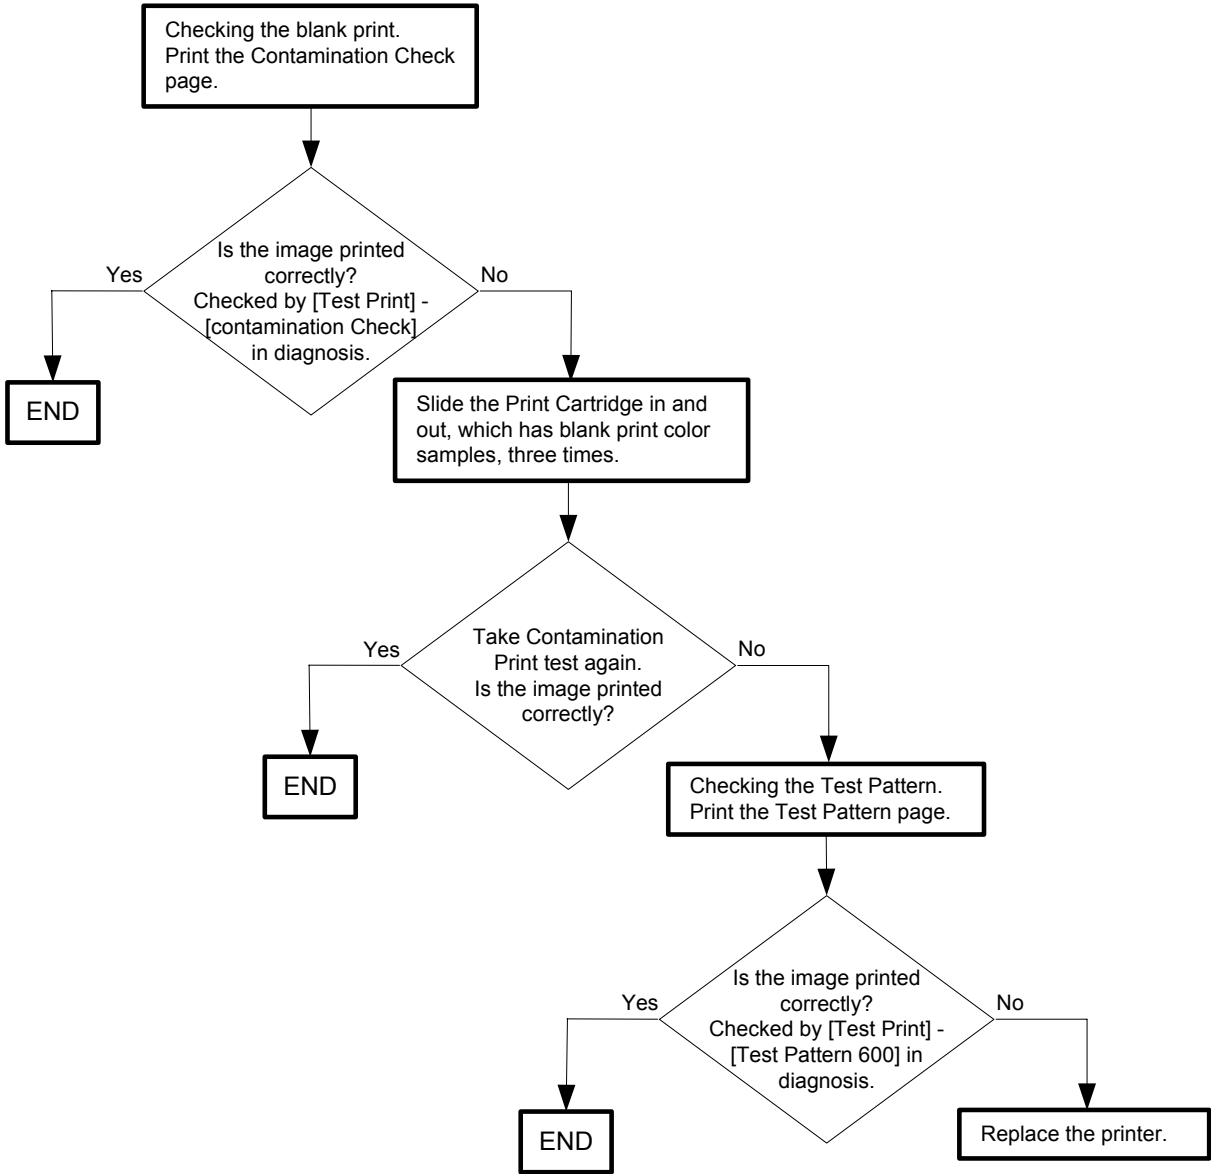 Checking the blank print.
Print the Contamination Check
page.
Is the image printed
correctly?
Checked by [Test Print] -
[contamination Check]
in diagnosis.
Yes
No
END
Slide the Print Cartridge in and
out, which has blank print color
samples, three times.
Take Contamination
Print test again.
Is the image printed
correctly?
Yes
No
END
Checking the Test Pattern.
Print the Test Pattern page.
Is the image printed
correctly?
Checked by [Test Print] -
[Test Pattern 600] in
diagnosis.
Yes
No
END
Replace the printer.